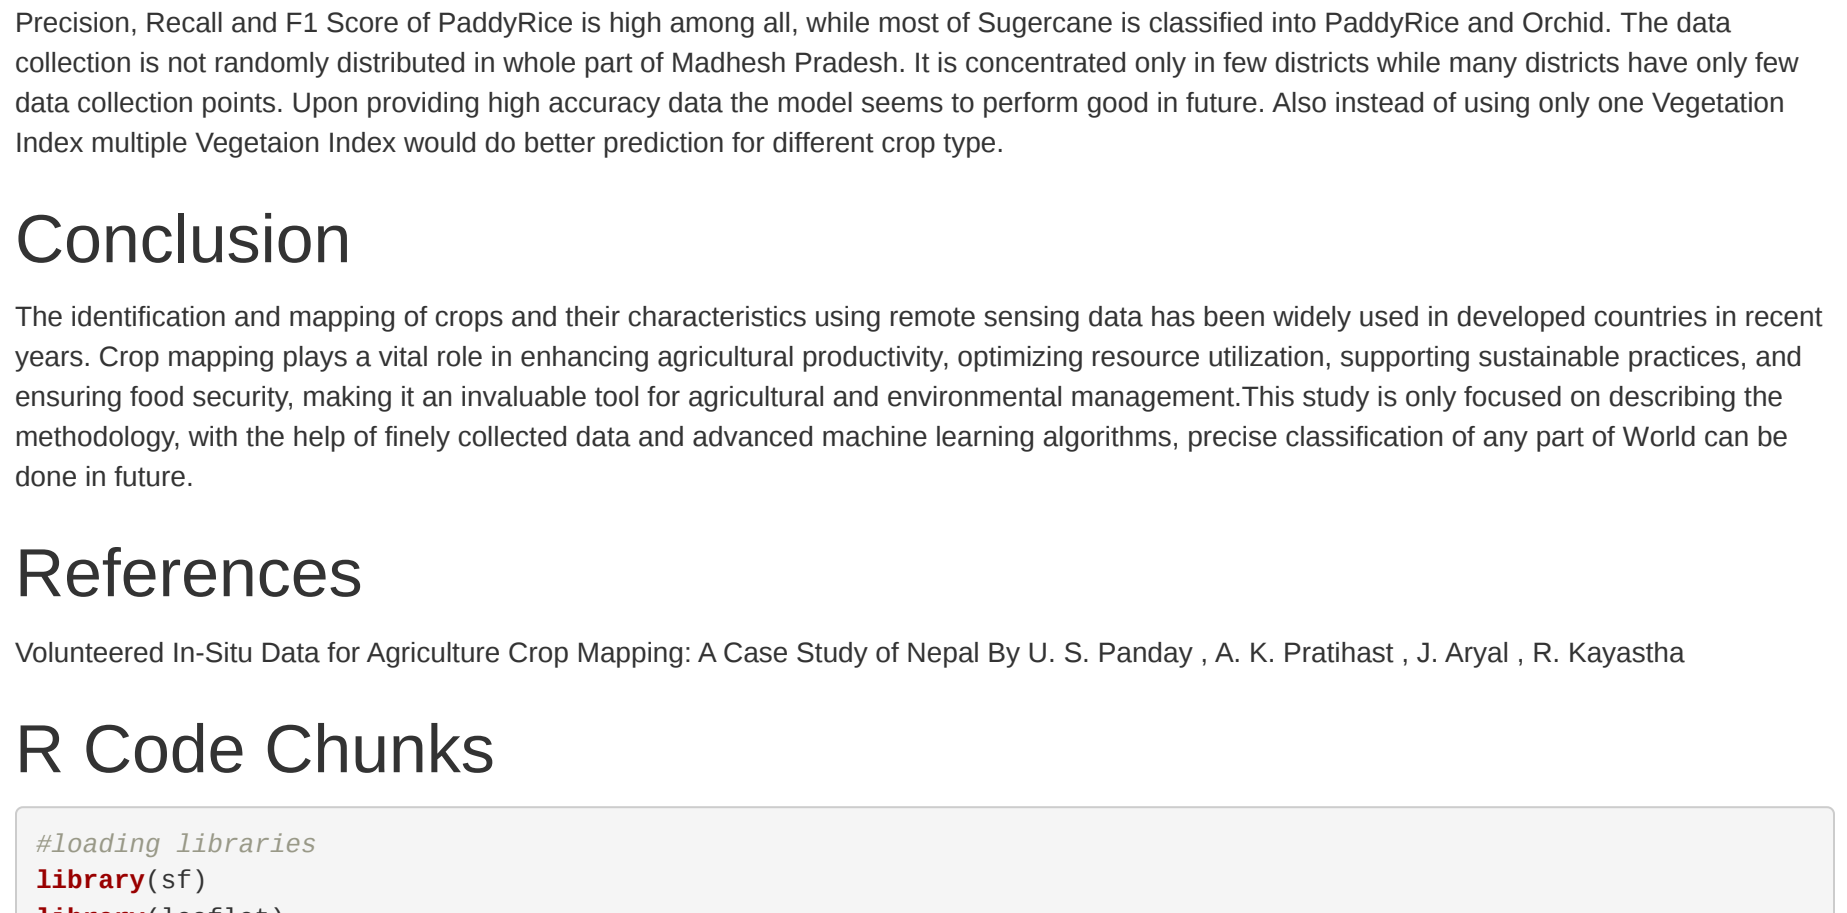 Precision, Recall and F1 Score of PaddyRice is high among all, while most of Sugercane is classified into PaddyRice and Orchid. The data
collection is not randomly distributed in whole part of Madhesh Pradesh. It is concentrated only in few districts while many districts have only few
data collection points. Upon providing high accuracy data the model seems to perform good in future. Also instead of using only one Vegetation
Index multiple Vegetaion Index would do better prediction for different crop type.
Conclusion
The identification and mapping of crops and their characteristics using remote sensing data has been widely used in developed countries in recent
years. Crop mapping plays a vital role in enhancing agricultural productivity, optimizing resource utilization, supporting sustainable practices, and
ensuring food security, making it an invaluable tool for agricultural and environmental management.This study is only focused on describing the
methodology, with the help of finely collected data and advanced machine learning algorithms, precise classification of any part of World can be
done in future.
References
Volunteered In-Situ Data for Agriculture Crop Mapping: A Case Study of Nepal By U. S. Panday , A. K. Pratihast , J. Aryal , R. Kayastha
R Code Chunks
#loading libraries
library(sf)
library(leaflet)